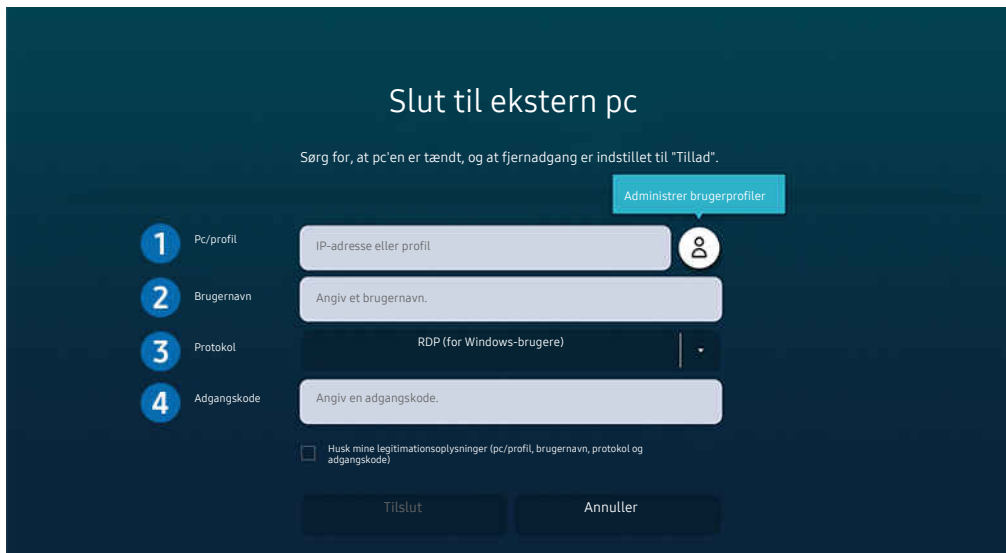 Slut til ekstern pc
Sørg for, at pc'en er tændt, og at fjernadgang er indstillet til "Tillad".
Administrer brugerprofiler
1 Pc/profil IP-adresse eller profil
2 Brugernavn Angiv et brugernavn.
3 Protokol RDP (for Windows-brugere)
4 Adgangskode Angiv en adgangskode.
Husk mine legitimationsoplysninger (pc/profil, brugernavn, protokol og
adgangskode)
Tilslut Annuller